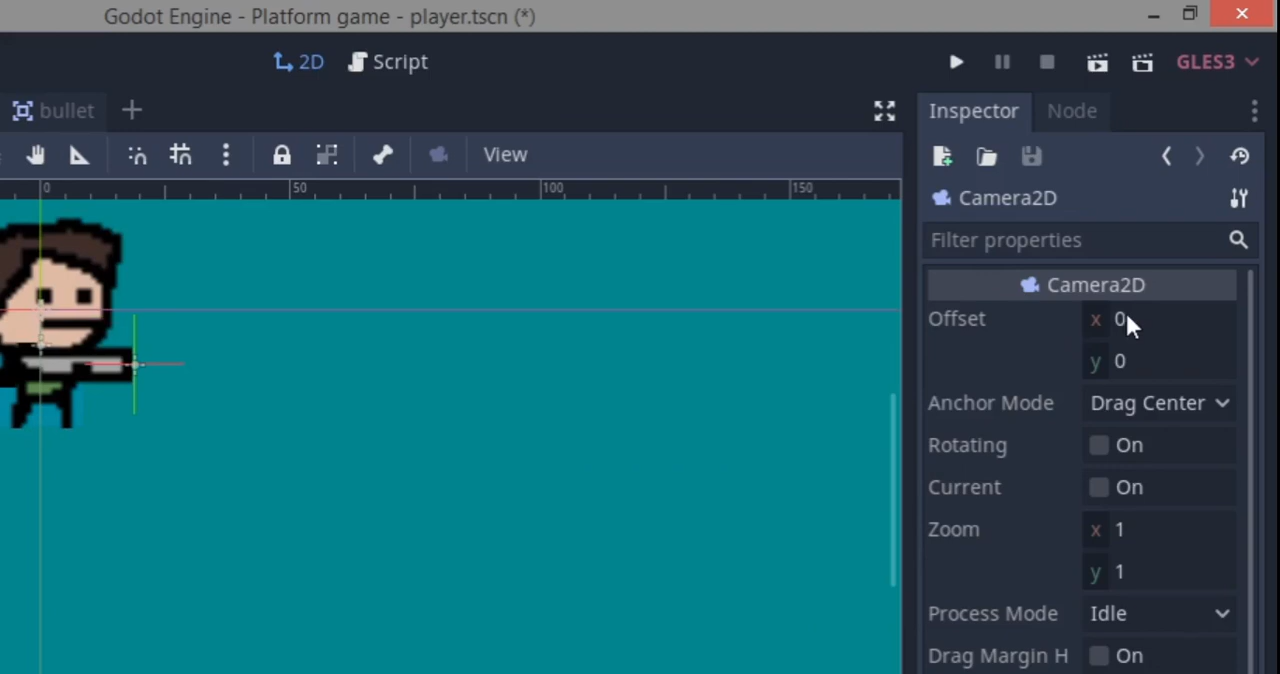 Godot Engine - Platform game - player.tscn (*)
2D Script GLES3
bullet
Inspector Node
View
0 50 100 150
Camera2D
Filter properties
Camera2D
Offset x 0
y 0
Anchor Mode Drag Center
Rotating On
Current On
Zoom x 1
y 1
Process Mode Idle
Drag Margin H On